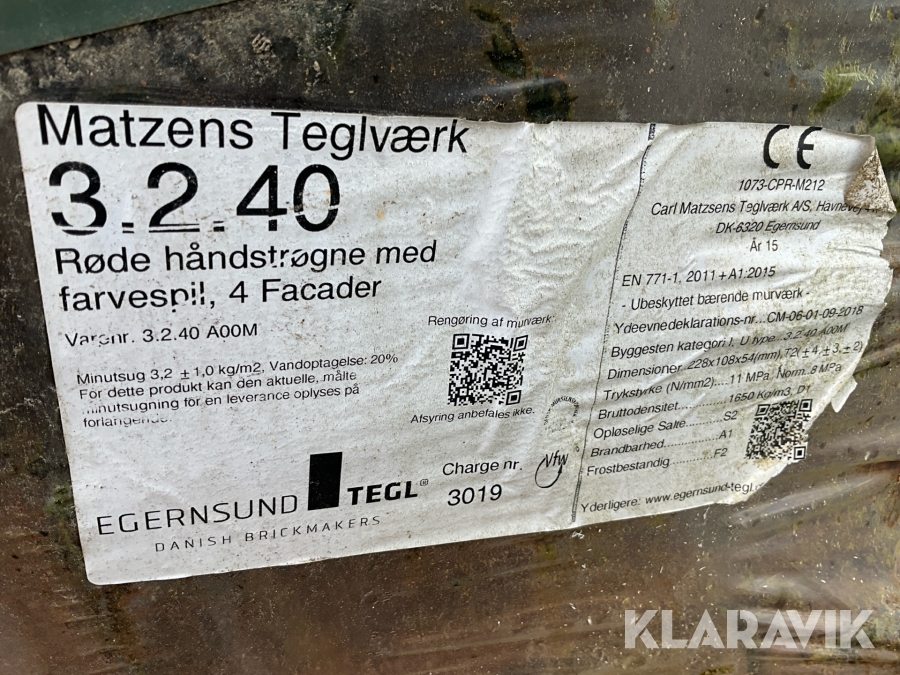 Matzens Teglværk
3.2.40
Røde håndstrøgne med
farvespil, 4 Facader
Varenr. 3.2.40 A00M
Minutsug 3,2 ±1,0 kg/m2, Vandoptagelse: 20%
For dette produkt kan den aktuelle, målte
minutsugning for en leverance oplyses på
forlangende.
Rengøring af murværk
Afsyring anbefales ikke.
EGERNSUND TEGL®
DANISH BRICKMAKERS
Charge nr.
3019
Vfw
CE
1073-CPR-M212
Carl Matzsens Teglværk A/S, Havnevej
DK-6320 Egernsund
År 15
EN 771-1, 2011+A1:2015
- Ubeskyttet bærende murværk -
Ydeevnedeklarations-nr...CM-06-01-09-2018
Byggesten kategori I, U type...3.2.40 A00M
Dimensioner 228x108x54(mm),T2(±4,±3,±2)
Trykstyrke (N/mm2)....11 MPa Norm..8 MPa
Bruttodensitet.............1650 Kg/m3, D1
Opløselige Salte.............S2
Brandbarhed.............A1
Frostbestandig.............F2
Yderligere: www.egernsund-tegl.
KLARAVIK